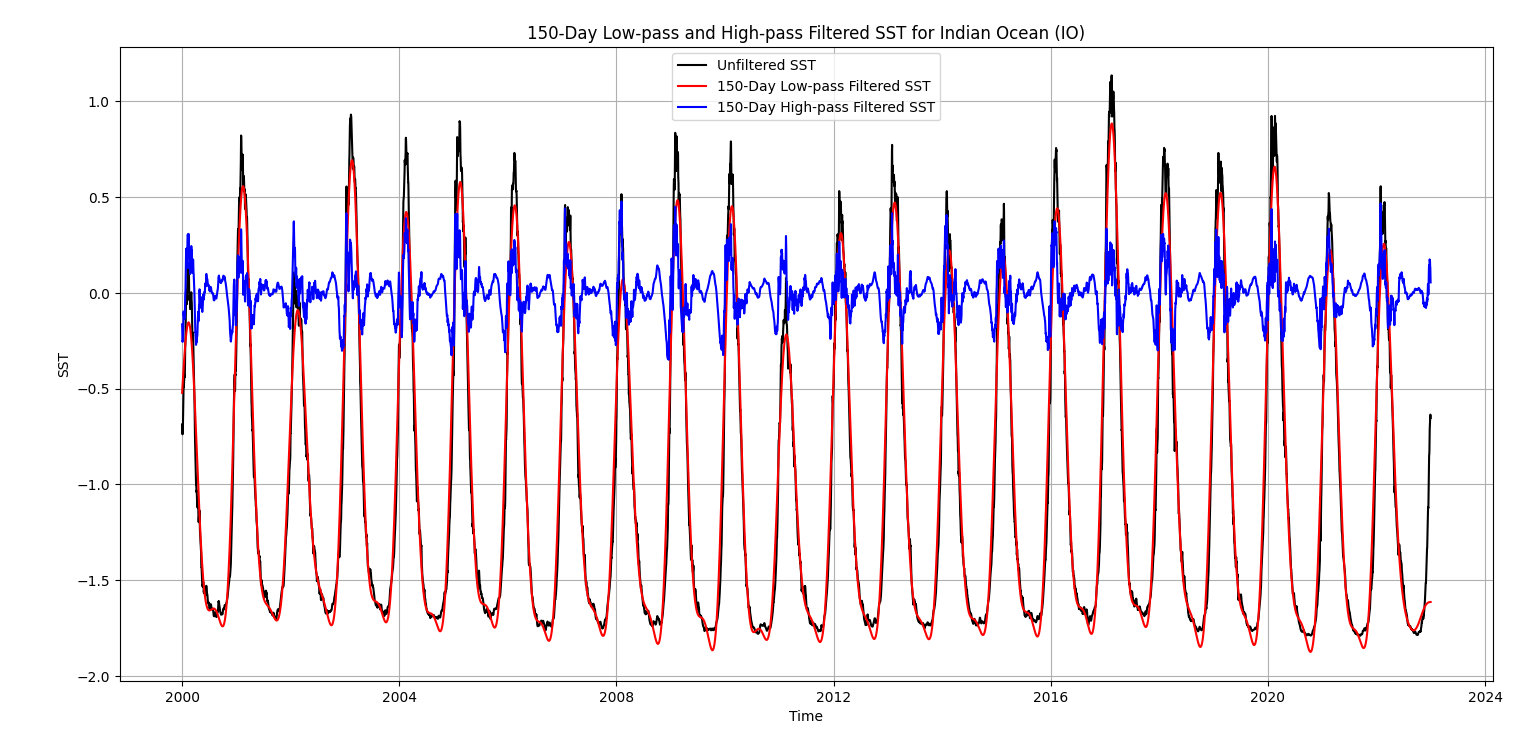 150-Day Low-pass and High-pass Filtered SST for Indian Ocean (IO)
Unfiltered SST
150-Day Low-pass Filtered SST
150-Day High-pass Filtered SST
SST
1.0
0.5
0.0
−0.5
−1.0
−1.5
−2.0
2000 2004 2008 2012 2016 2020 2024
Time